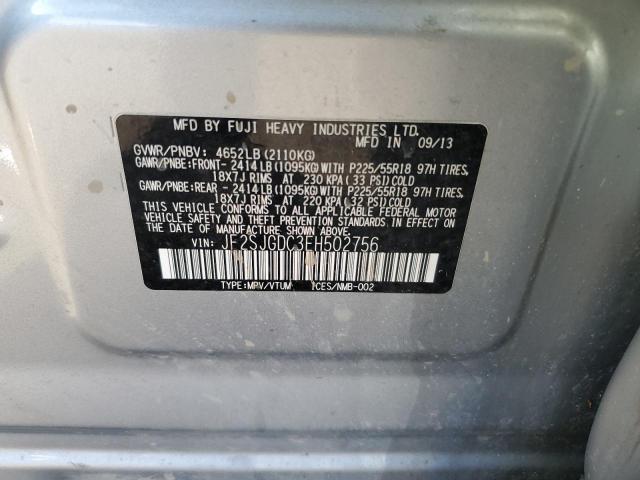 MFD BY FUJI HEAVY INDUSTRIES LTD.
MFD IN 09/13
GVWR/PNBV: 4652LB (2110KG)
GAWR/PNBE:FRONT- 2414 LB (1095KG) WITH P225/55R18 97H TIRES,
18X7J RIMS AT 230 KPA (33 PSI) COLD
GAWR/PNBE:REAR - 2414 LB (1095KG) WITH P225/55R18 97H TIRES,
18X7J RIMS AT 220 KPA (32 PSI) COLD
THIS VEHICLE CONFORMS TO ALL APPLICABLE FEDERAL MOTOR VEHICLE
SAFETY AND THEFT PREVENTION STANDARDS IN EFFECT ON THE
DATE OF MANUFACTURE SHOWN ABOVE.
VIN: JF2SJGDC3FH502756
TYPE:MPV/VTUM ICES/NMB-002